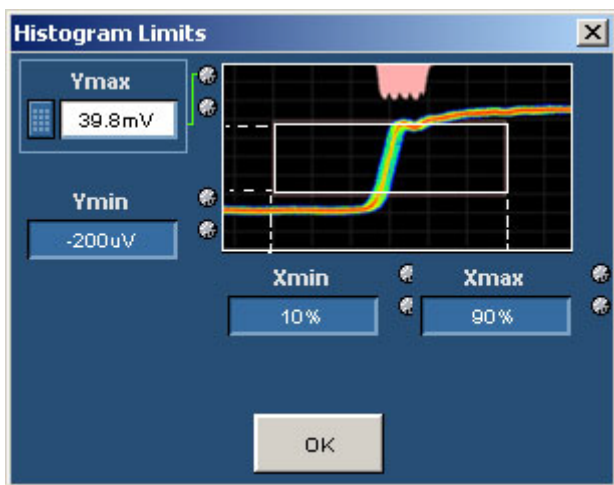 Histogram Limits
Ymax
39.8mV
Ymin
-200uV
Xmin
Xmax
10%
90%
OK